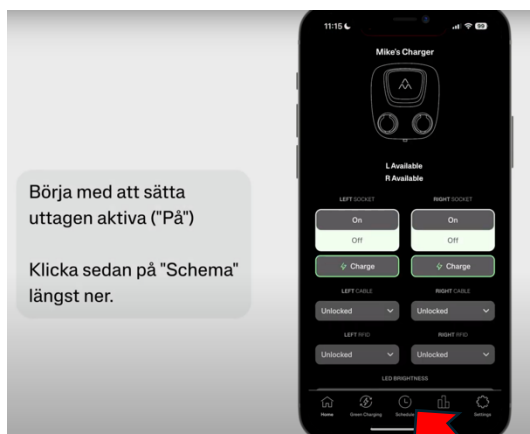 Börja med att sätta
uttagen aktiva ("På")
Klicka sedan på "Schema"
längst ner.
11:15
Mike's Charger
L Available
R Available
LEFT SOCKET
RIGHT SOCKET
On
On
Off
Off
Charge
Charge
LEFT CABLE
RIGHT CABLE
Unlocked
Unlocked
LEFT RFID
RIGHT RFID
Unlocked
Unlocked
LED BRIGHTNESS
Home
Green Charging
Schedule
Settings